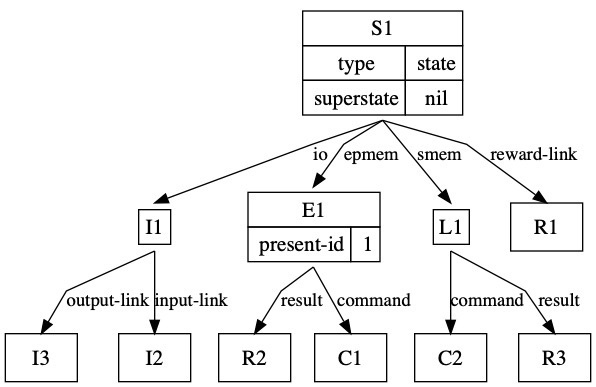 S1
type state
superstate nil
io epmem smem reward-link
I1
E1
present-id 1
L1
R1
output-link input-link result command command result
I3 I2 R2 C1 C2 R3